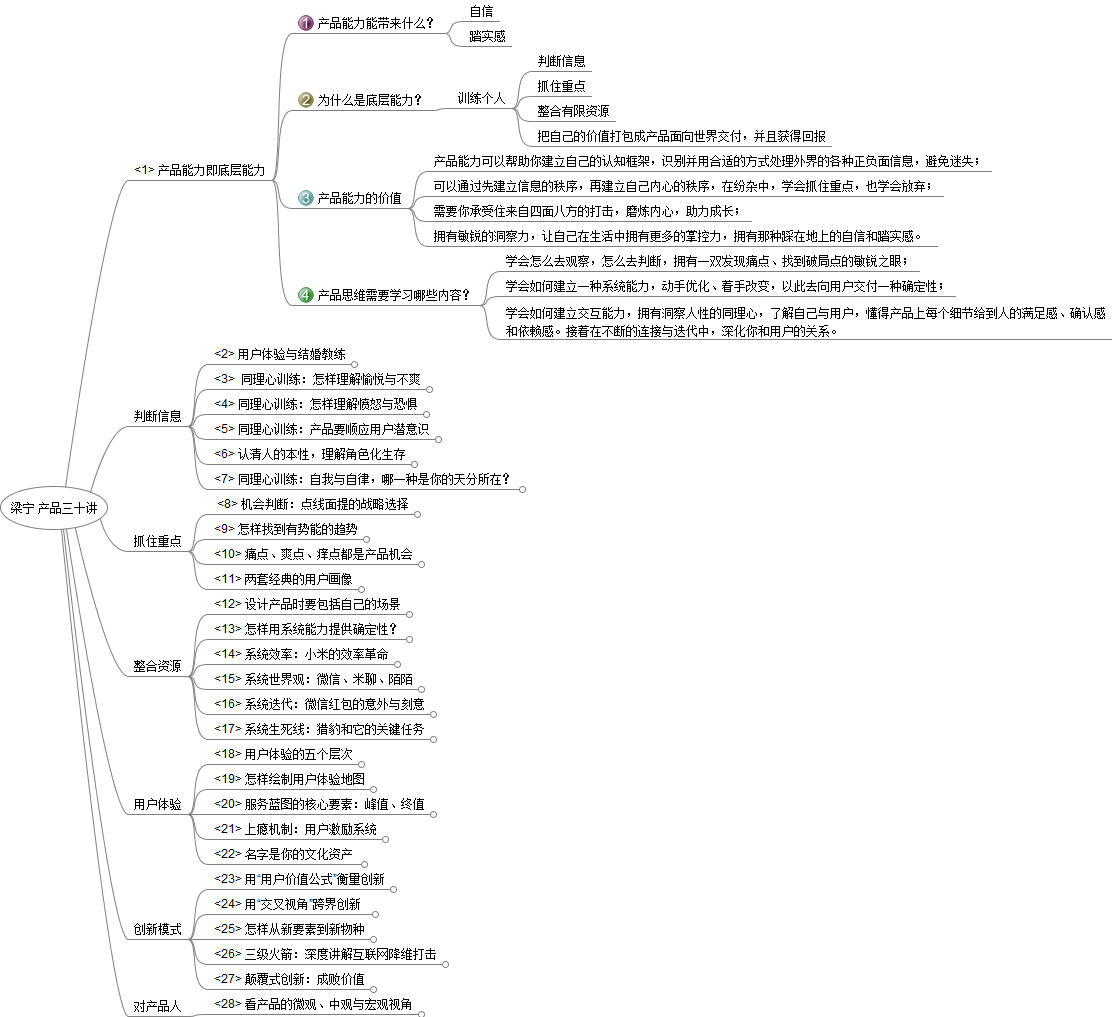 梁宁 产品三十讲
<1> 产品能力即底层能力
1 产品能力能带来什么？
自信
踏实感
2 为什么是底层能力？
训练个人
判断信息
抓住重点
整合有限资源
把自己的价值打包成产品面向世界交付，并且获得回报
3 产品能力的价值
产品能力可以帮助你建立自己的认知框架，识别并用合适的方式处理外界的各种正负面信息，避免迷失；
可以通过先建立信息的秩序，再建立自己内心的秩序，在纷杂中，学会抓住重点，也学会放弃；
需要你承受住来自四面八方的打击，磨炼内心，助力成长；
拥有敏锐的洞察力，让自己在生活中拥有更多的掌控力，拥有那种踩在地上的自信和踏实感。
4 产品思维需要学习哪些内容？
学会怎么去观察，怎么去判断，拥有一双发现痛点、找到破局点的敏锐之眼；
学会如何建立一种系统能力，动手优化、着手改变，以此去向用户交付一种确定性；
学会如何建立交互能力，拥有洞察人性的同理心，了解自己与用户，懂得产品上每个细节给到人的满足感、确认感
和依赖感。接着在不断的连接与迭代中，深化你和用户的关系。
判断信息
<2> 用户体验与结婚教练
<3> 同理心训练：怎样理解愉悦与不爽
<4> 同理心训练：怎样理解愤怒与恐惧
<5> 同理心训练：产品要顺应用户潜意识
<6> 认清人的本性，理解角色化生存
<7> 同理心训练：自我与自律，哪一种是你的天分所在？
抓住重点
<8> 机会判断：点线面提的战略选择
<9> 怎样找到有势能的趋势
<10> 痛点、爽点、痒点都是产品机会
<11> 两套经典的用户画像
整合资源
<12> 设计产品时要包括自己的场景
<13> 怎样用系统能力提供确定性？
<14> 系统效率：小米的效率革命
<15> 系统世界观：微信、米聊、陌陌
<16> 系统迭代：微信红包的意外与刻意
<17> 系统生死线：猎豹和它的关键任务
用户体验
<18> 用户体验的五个层次
<19> 怎样绘制用户体验地图
<20> 服务蓝图的核心要素：峰值、终值
<21> 上瘾机制：用户激励系统
<22> 名字是你的文化资产
创新模式
<23> 用“用户价值公式”衡量创新
<24> 用“交叉视角”跨界创新
<25> 怎样从新要素到新物种
<26> 三级火箭：深度讲解互联网降维打击
<27> 颠覆式创新：成败价值
对产品人
<28> 看产品的微观、中观与宏观视角